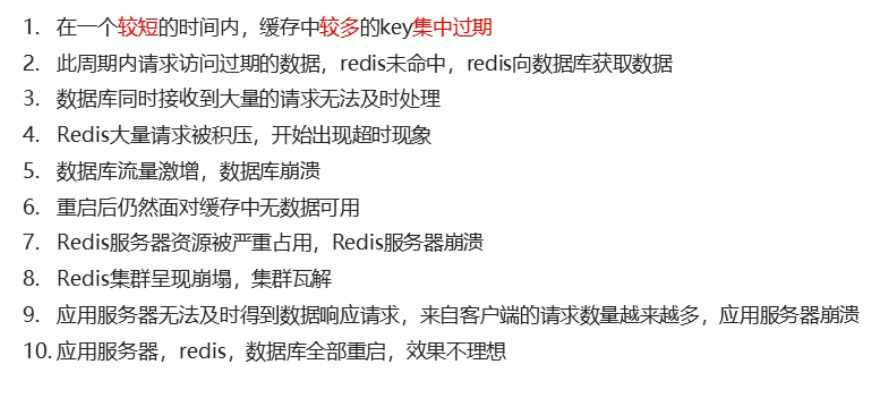 1. 在一个较短的时间内，缓存中较多的key集中过期
2. 此周期内请求访问过期的数据，redis未命中，redis向数据库获取数据
3. 数据库同时接收到大量的请求无法及时处理
4. Redis大量请求被积压，开始出现超时现象
5. 数据库流量激增，数据库崩溃
6. 重启后仍然面对缓存中无数据可用
7. Redis服务器资源被严重占用，Redis服务器崩溃
8. Redis集群呈现崩塌，集群瓦解
9. 应用服务器无法及时得到数据响应请求，来自客户端的请求数量越来越多，应用服务器崩溃
10. 应用服务器，redis，数据库全部重启，效果不理想